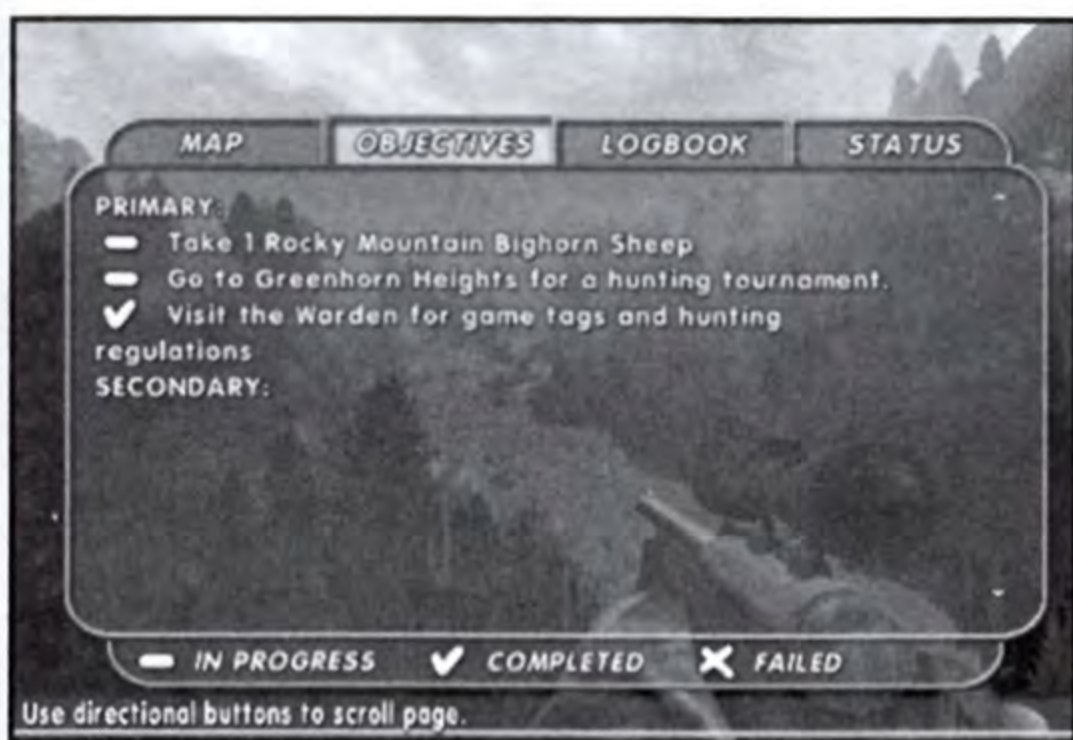 MAP OBJECTIVES LOGBOOK STATUS
PRIMARY:
Take 1 Rocky Mountain Bighorn Sheep
Go to Greenhorn Heights for a hunting tournament.
Visit the Warden for game tags and hunting
regulations
SECONDARY:
IN PROGRESS COMPLETED FAILED
Use directional buttons to scroll page.